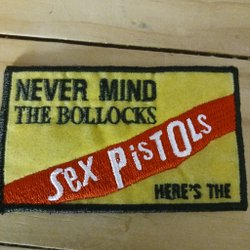 NEVER MIND
THE BOLLOCKS
HERE'S THE
SEX PiSTOLS